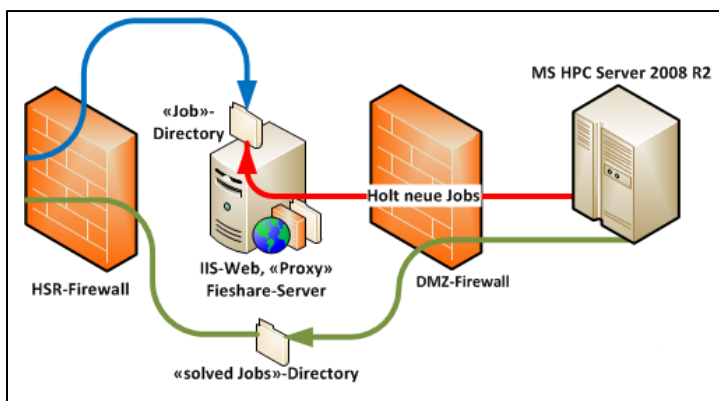 MS HPC Server 2008 R2
«Job»-
Directory
Holt neue Jobs
IIS-Web, «Proxy»
Fieshare-Server
HSR-Firewall
DMZ-Firewall
«solved Jobs»-Directory